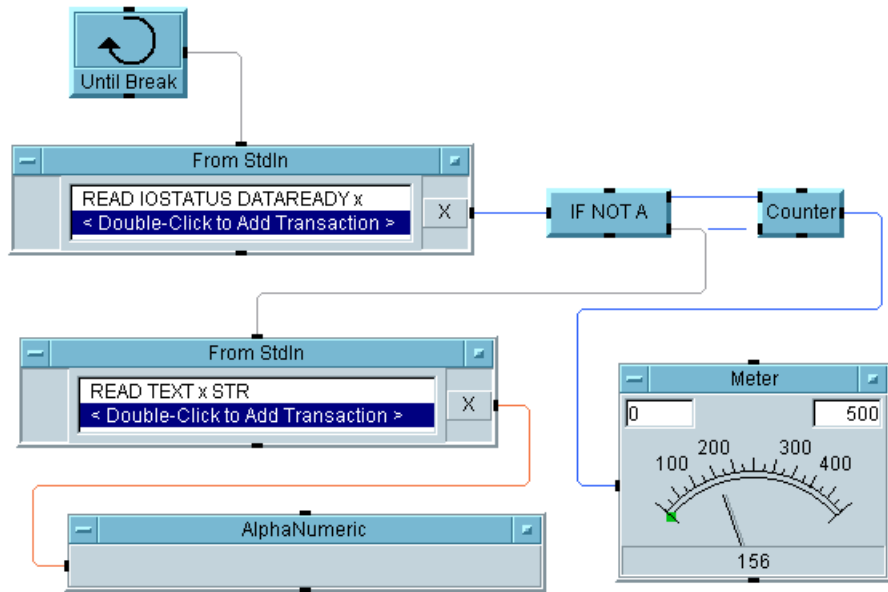 Until Break
From StdIn
READ IOSTATUS DATAREADY x
< Double-Click to Add Transaction >
X
IF NOT A
Counter
From StdIn
READ TEXT x STR
< Double-Click to Add Transaction >
X
Meter
0
500
100
200
300
400
156
AlphaNumeric